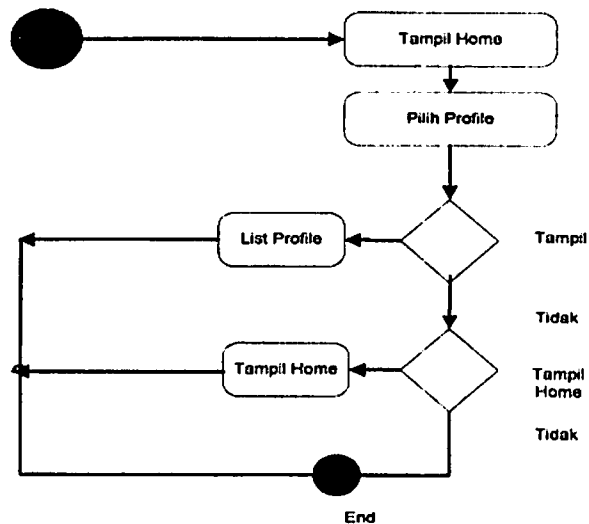 Tampil Home
Pilih Profile
List Profile
Tampil
Tidak
Tampil Home
Tampil
Home
Tidak
End